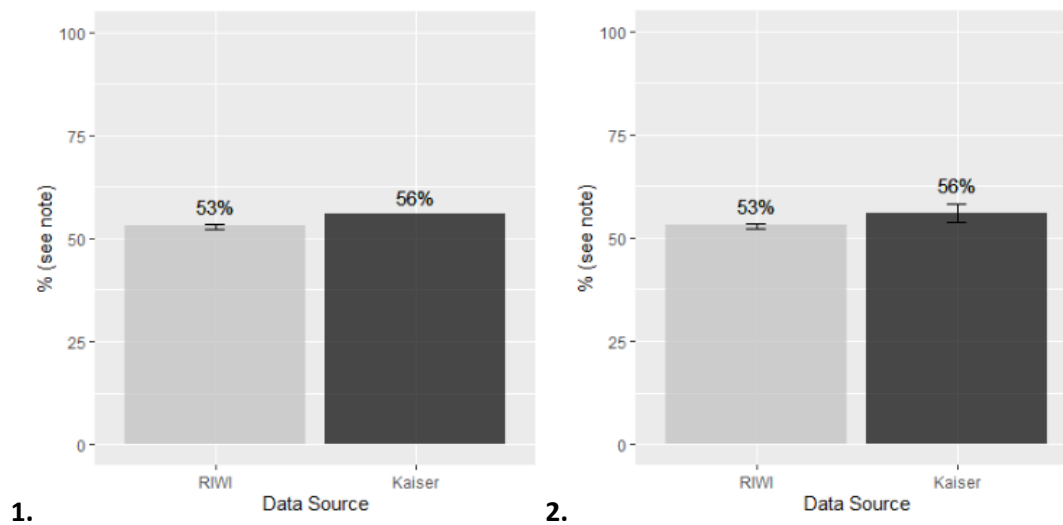 100
75
50
25
0
% (see note)
53%
56%
RIWI
Kaiser
Data Source
1.
100
75
50
25
0
% (see note)
53%
56%
RIWI
Kaiser
Data Source
2.